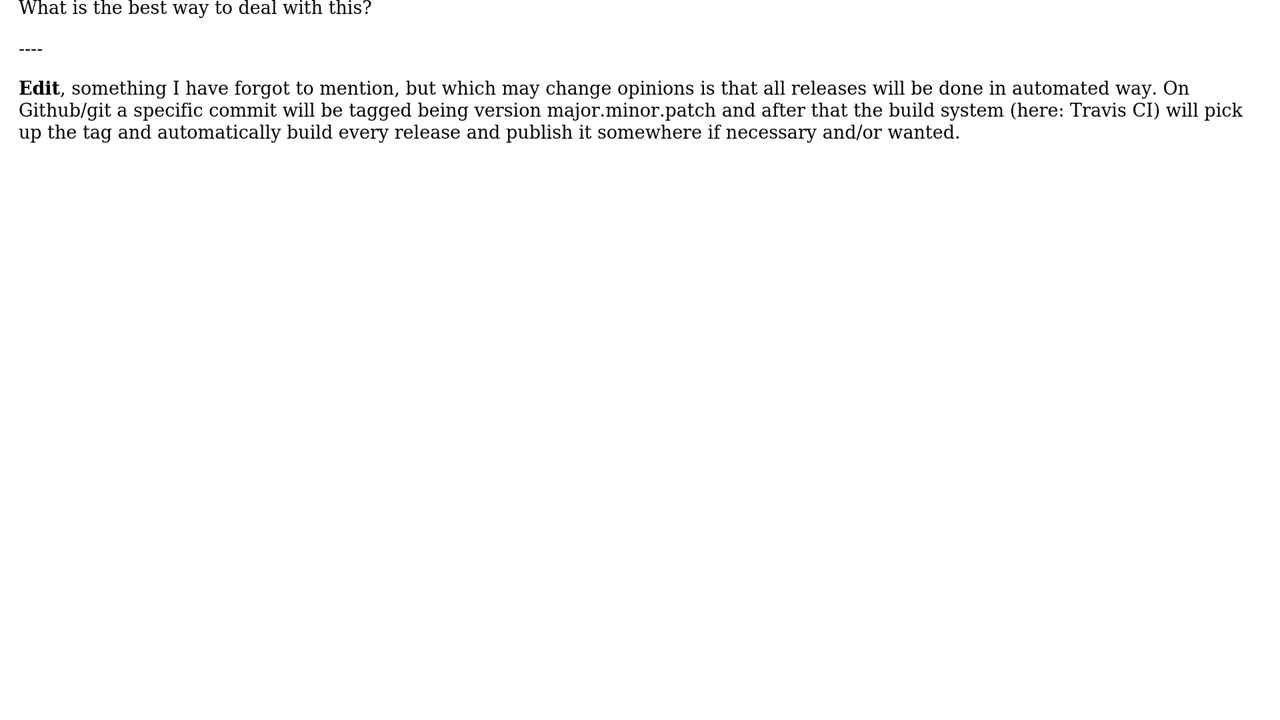 What is the best way to deal with this?
----
Edit, something I have forgot to mention, but which may change opinions is that all releases will be done in automated way. On
Github/git a specific commit will be tagged being version major.minor.patch and after that the build system (here: Travis CI) will pick
up the tag and automatically build every release and publish it somewhere if necessary and/or wanted.